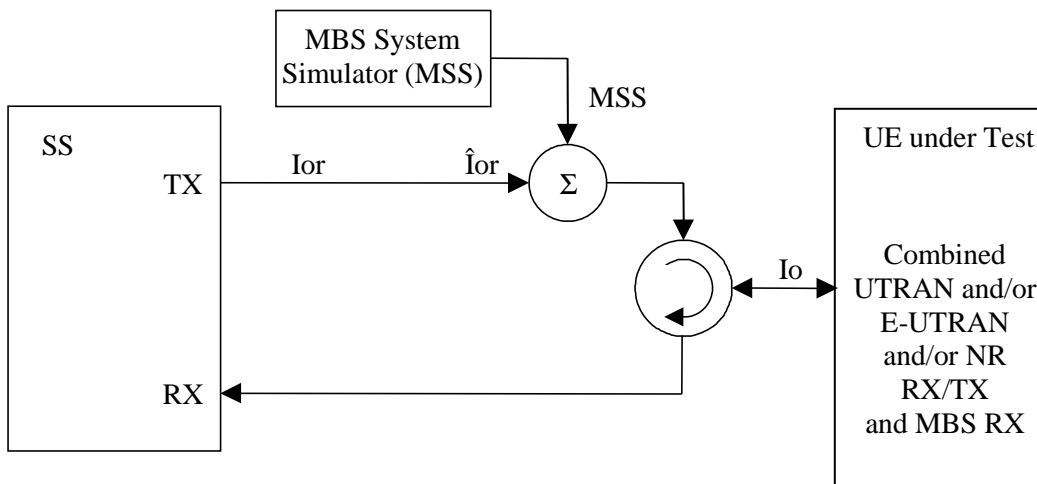 MBS System
Simulator (MSS)
MSS
SS
UE under Test
TX
Ior
Îor
Σ
Combined
UTRAN and/or
E-UTRAN
and/or NR
RX/TX
and MBS RX
Io
RX